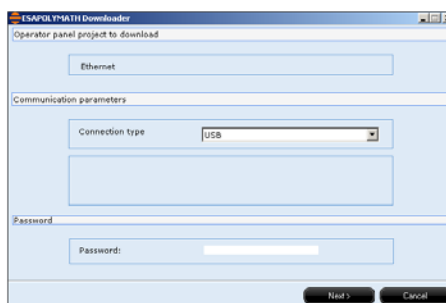 ESAPOLYMATH Downloader
Operator panel project to download
Ethernet
Communication parameters
Connection type USB
Password
Password:
Next > Cancel